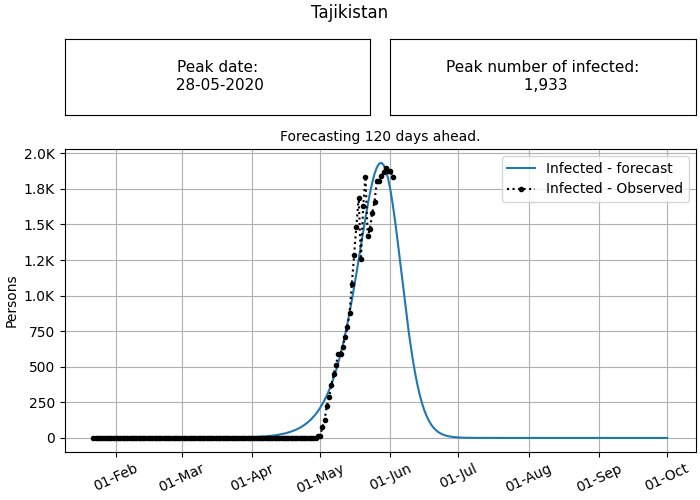 Tajikistan
Peak date:
28-05-2020
Peak number of infected:
1,933
Forecasting 120 days ahead.
Infected - forecast
Infected - Observed
Persons
2.0K
1.8K
1.5K
1.2K
1.0K
750
500
250
0
01-Feb
01-Mar
01-Apr
01-May
01-Jun
01-Jul
01-Aug
01-Sep
01-Oct